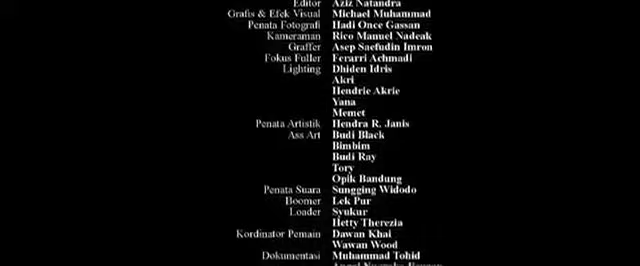 Editor Aziz Natandra
Grafis & Efek Visual Michael Muhammad
Penata Fotografi Hadi Once Gassan
Kameraman Rico Manuel Nadeak
Graffer Asep Saefudin Imron
Fokus Fuller Ferarri Achmadi
Lighting Dhiden Idris
Akri
Hendrie Akrie
Yana
Memet
Penata Artistik Hendra R. Janis
Ass Art Budi Black
Bimbim
Budi Ray
Tory
Opik Bandung
Penata Suara Sungging Widodo
Boomer Lek Pur
Loader Syukur
Hetty Therezia
Kordinator Pemain Dawan Khai
Wawan Wood
Dokumentasi Muhammad Tohid